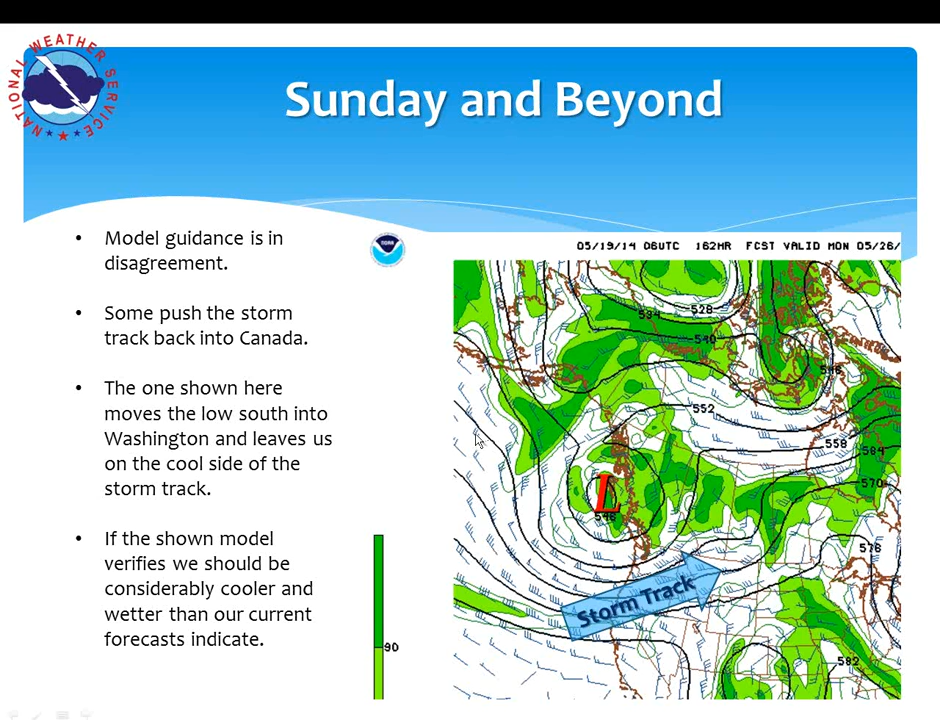 NATIONAL WEATHER SERVICE
Sunday and Beyond
• Model guidance is in
disagreement.
• Some push the storm
track back into Canada.
• The one shown here
moves the low south into
Washington and leaves us
on the cool side of the
storm track.
• If the shown model
verifies we should be
considerably cooler and
wetter than our current
forecasts indicate.
NOAA
05/19/14 06UTC 162HR FCST VALID MON 05/26/
534
528
540
546
552
558
564
570
L
546
576
Storm Track
90
582